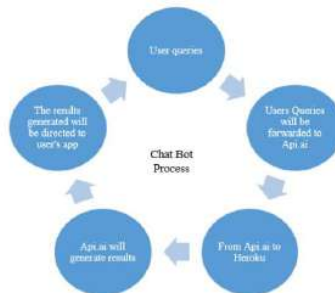 User queries
Users Queries
will be
forwarded to
Api.ai
From Api.ai to
Heroku
Api.ai will
generate results
The results
generated will
be directed to
user's app
Chat Bot
Process